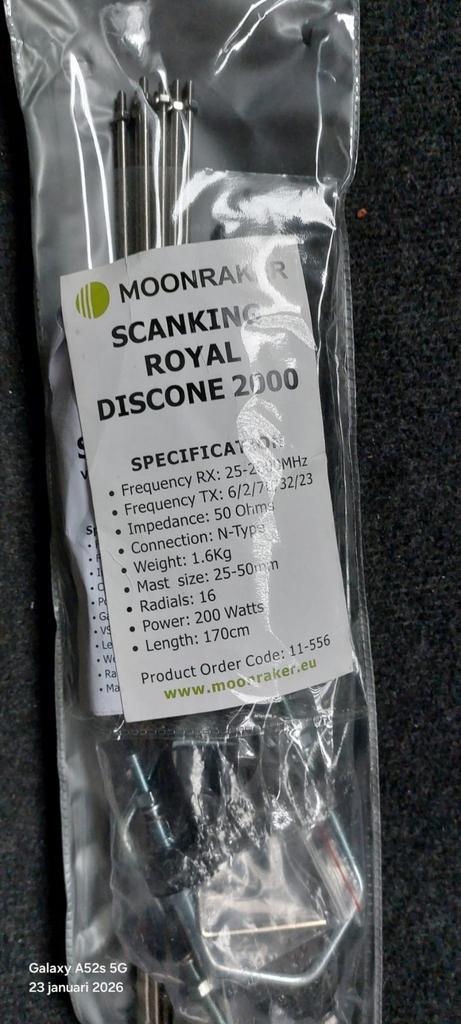 MOONRAKER
SCANKING
ROYAL
DISCONE 2000
SPECIFICATION
• Frequency RX: 25-2000MHz
• Frequency TX: 6/2/70/32/23
• Impedance: 50 Ohms
• Connection: N-Type
• Weight: 1.6Kg
• Mast size: 25-50mm
• Radials: 16
• Power: 200 Watts
• Length: 170cm
Product Order Code: 11-556
www.moonraker.eu
Galaxy A52s 5G
23 januari 2026